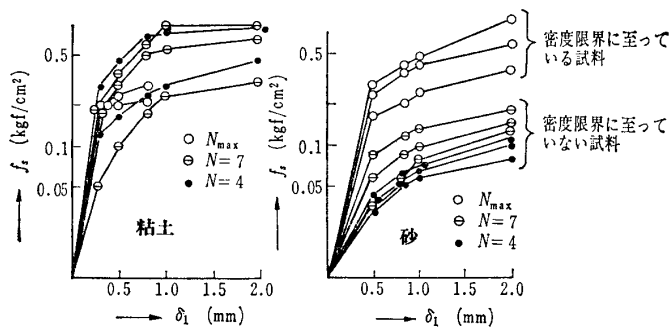 f_s (kgf/cm²)
0.5
0.1
0.05
N_max
N = 7
N = 4
粘土
0.5 1.0 1.5 2.0
δ₁ (mm)
f_s (kgf/cm²)
0.5
0.1
0.05
密度限界に至って
いる試料
密度限界に至って
いない試料
N_max
N = 7
N = 4
砂
0.5 1.0 1.5 2.0
δ₁ (mm)